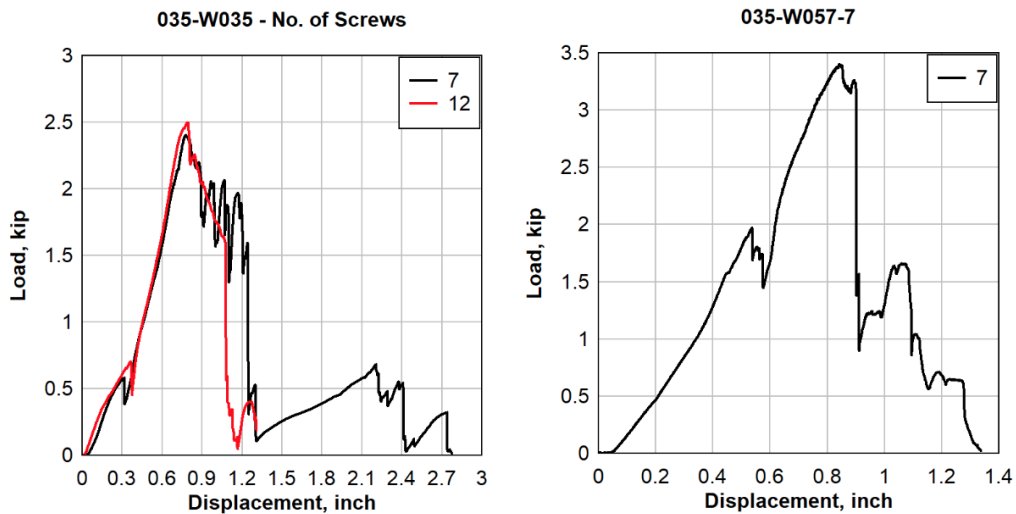 035-W035 - No. of Screws
3
2.5
2
1.5
1
0.5
0
Load, kip
7
12
0 0.3 0.6 0.9 1.2 1.5 1.8 2.1 2.4 2.7 3
Displacement, inch
035-W057-7
3.5
3
2.5
2
1.5
1
0.5
0
Load, kip
7
0 0.2 0.4 0.6 0.8 1 1.2 1.4
Displacement, inch